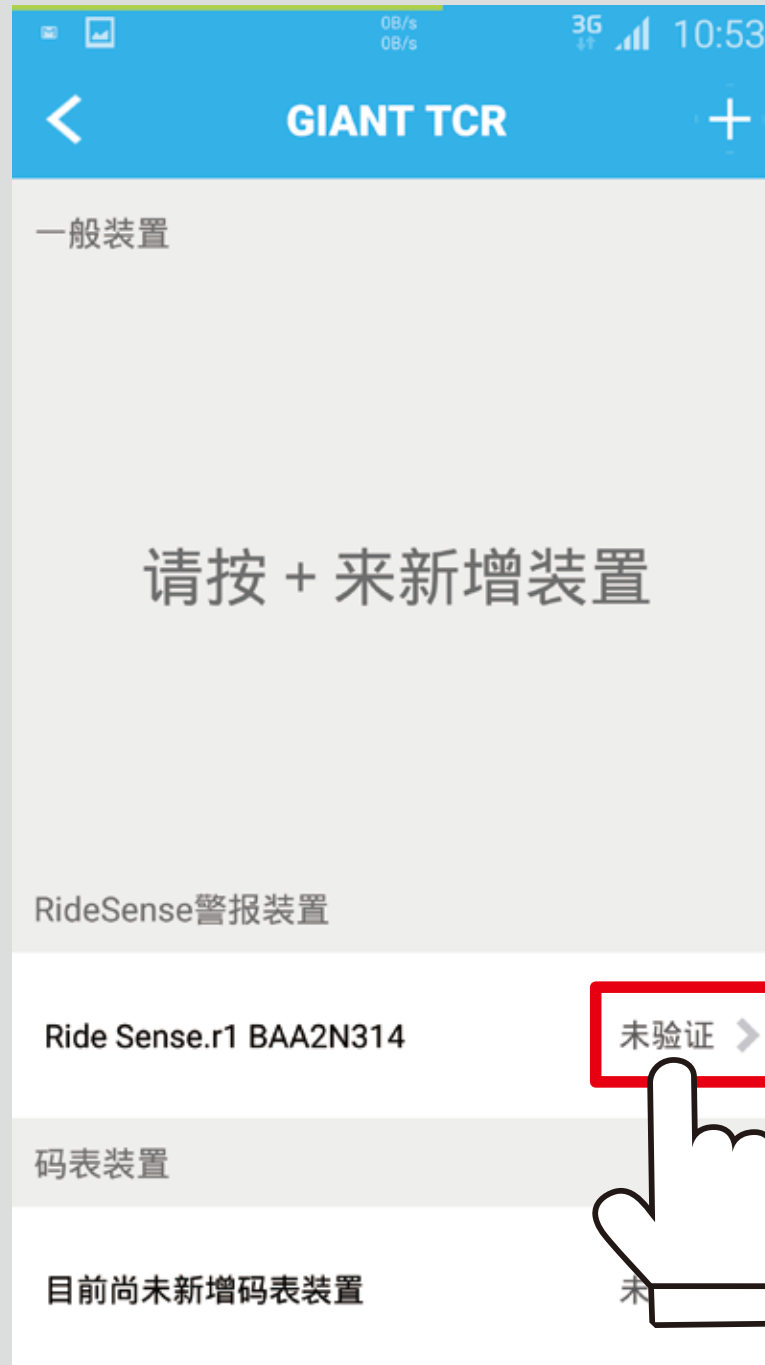 0B/s
0B/s
3G
10:53
GIANT TCR
一般装置
请按 + 来新增装置
RideSense警报装置
Ride Sense.r1 BAA2N314
未验证
码表装置
目前尚未新增码表装置
未